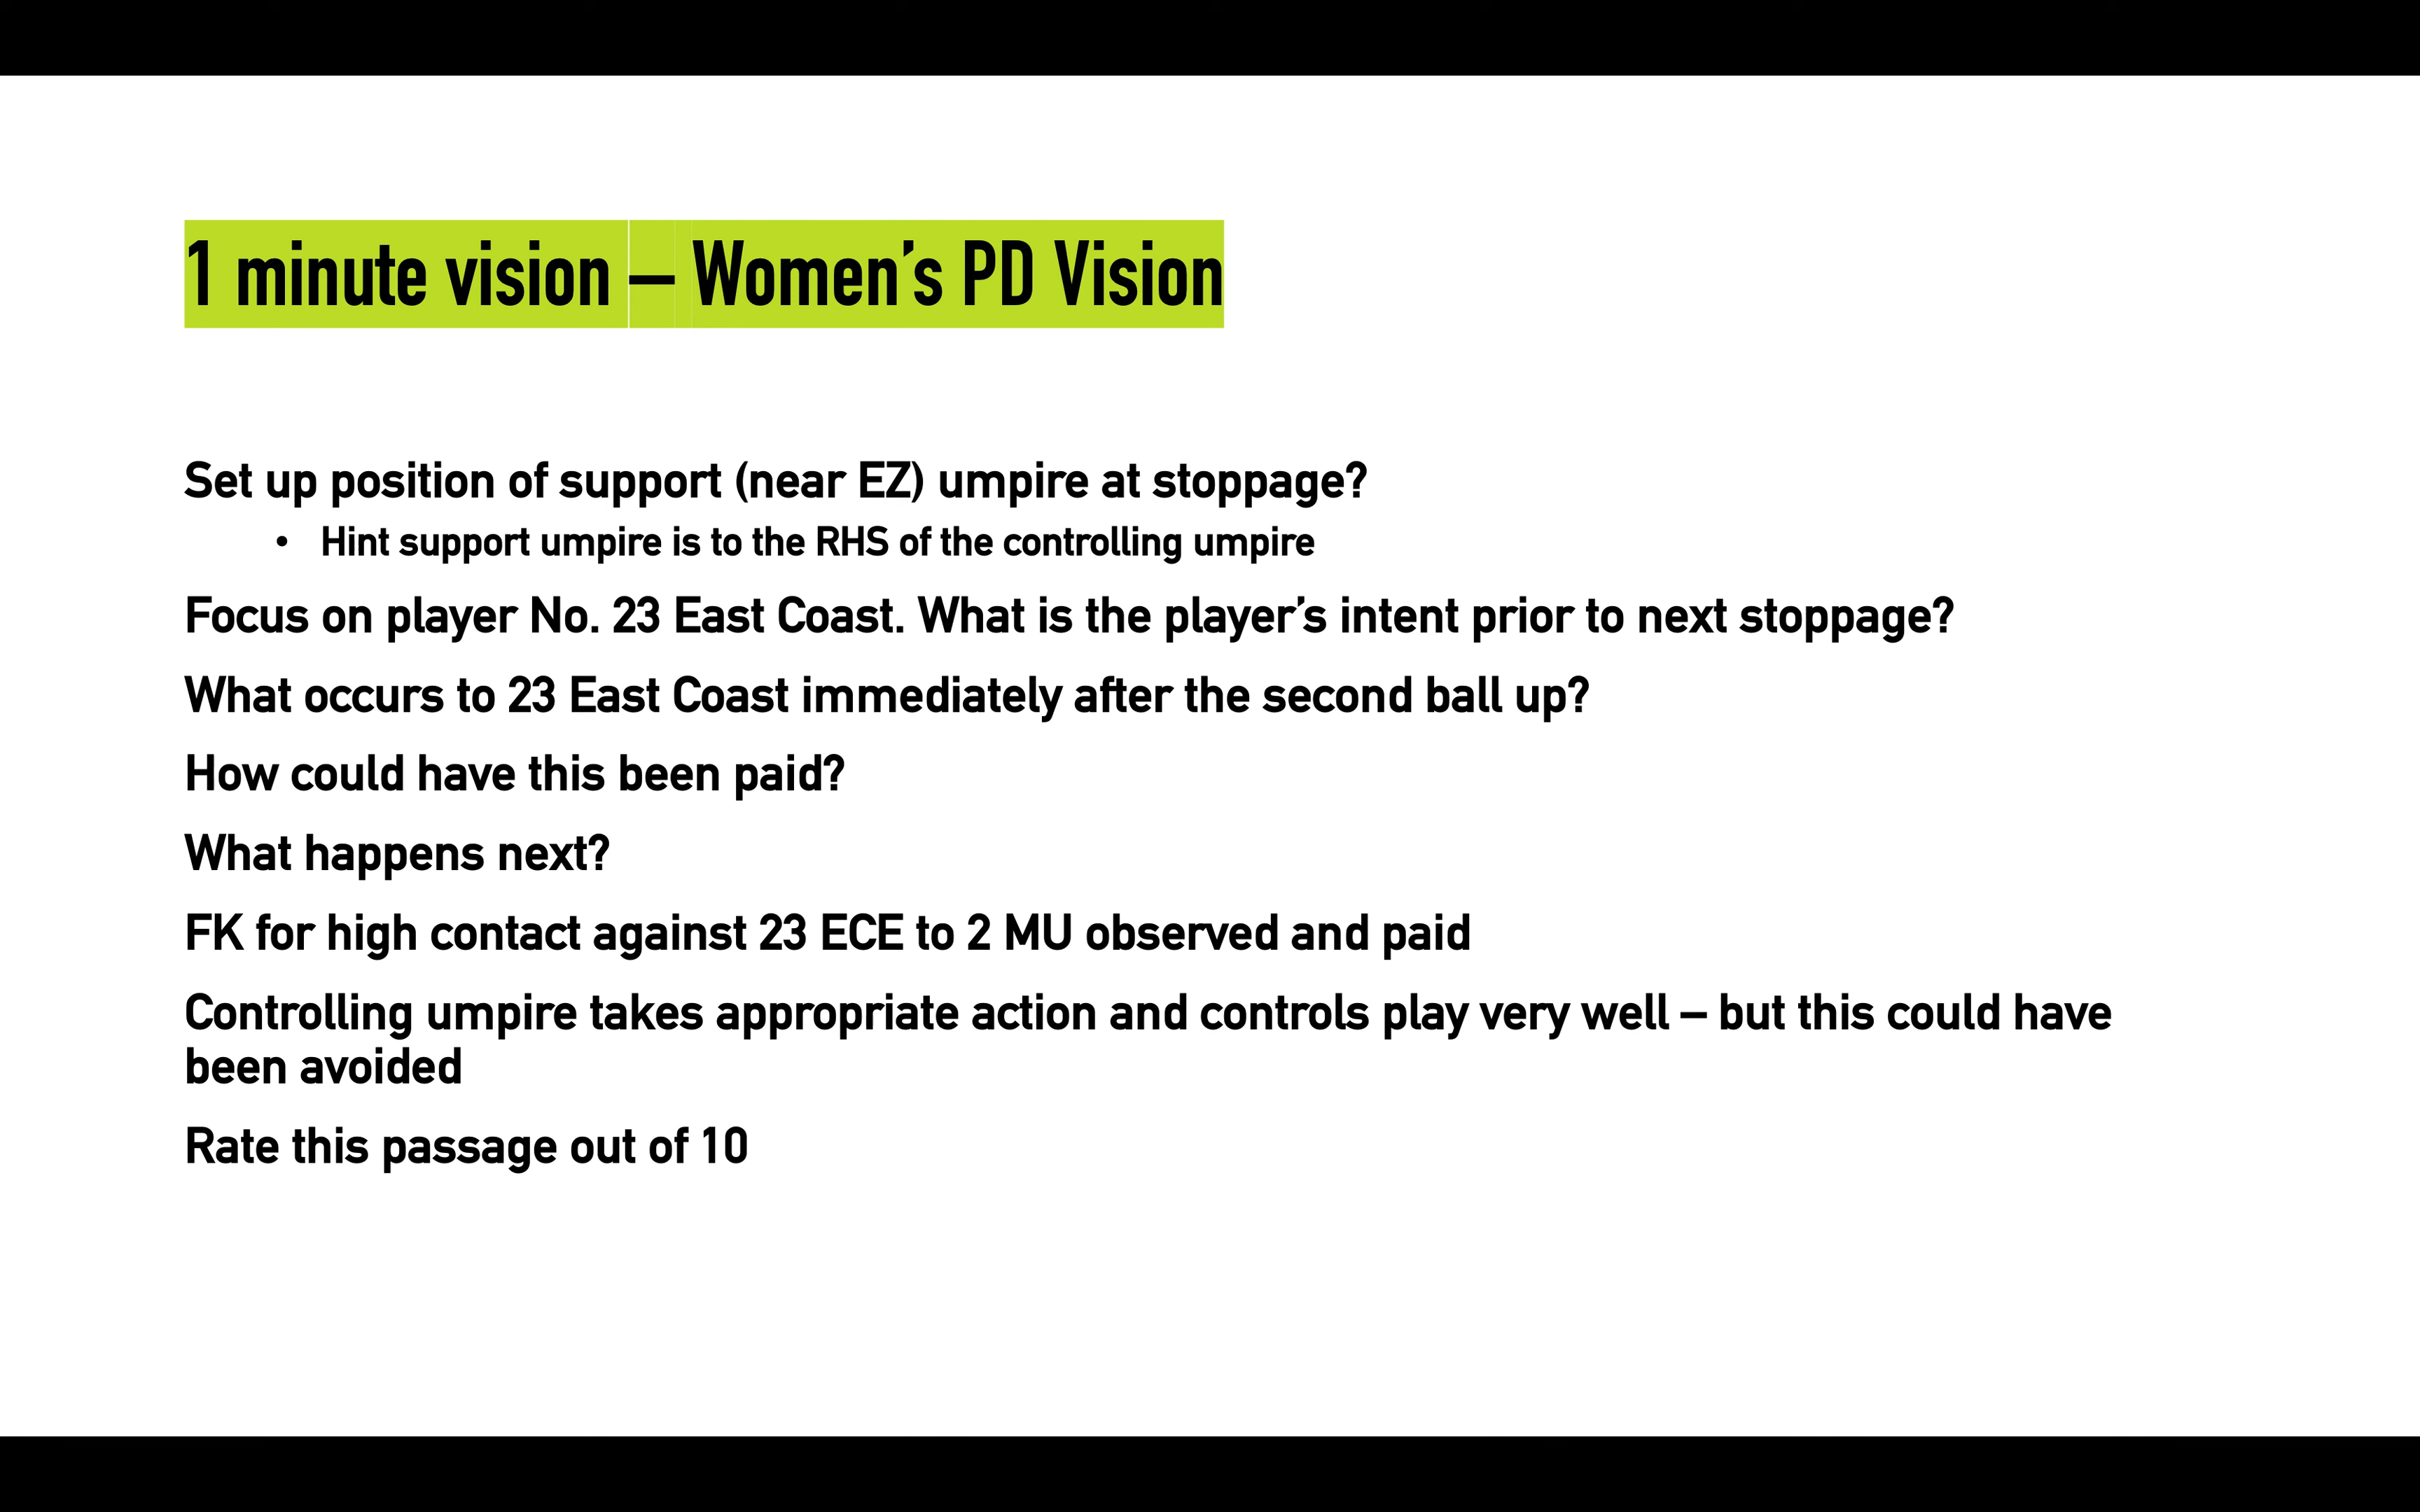 1 minute vision – Women's PD Vision
Set up position of support (near EZ) umpire at stoppage?
• Hint support umpire is to the RHS of the controlling umpire
Focus on player No. 23 East Coast. What is the player's intent prior to next stoppage?
What occurs to 23 East Coast immediately after the second ball up?
How could have this been paid?
What happens next?
FK for high contact against 23 ECE to 2 MU observed and paid
Controlling umpire takes appropriate action and controls play very well – but this could have
been avoided
Rate this passage out of 10